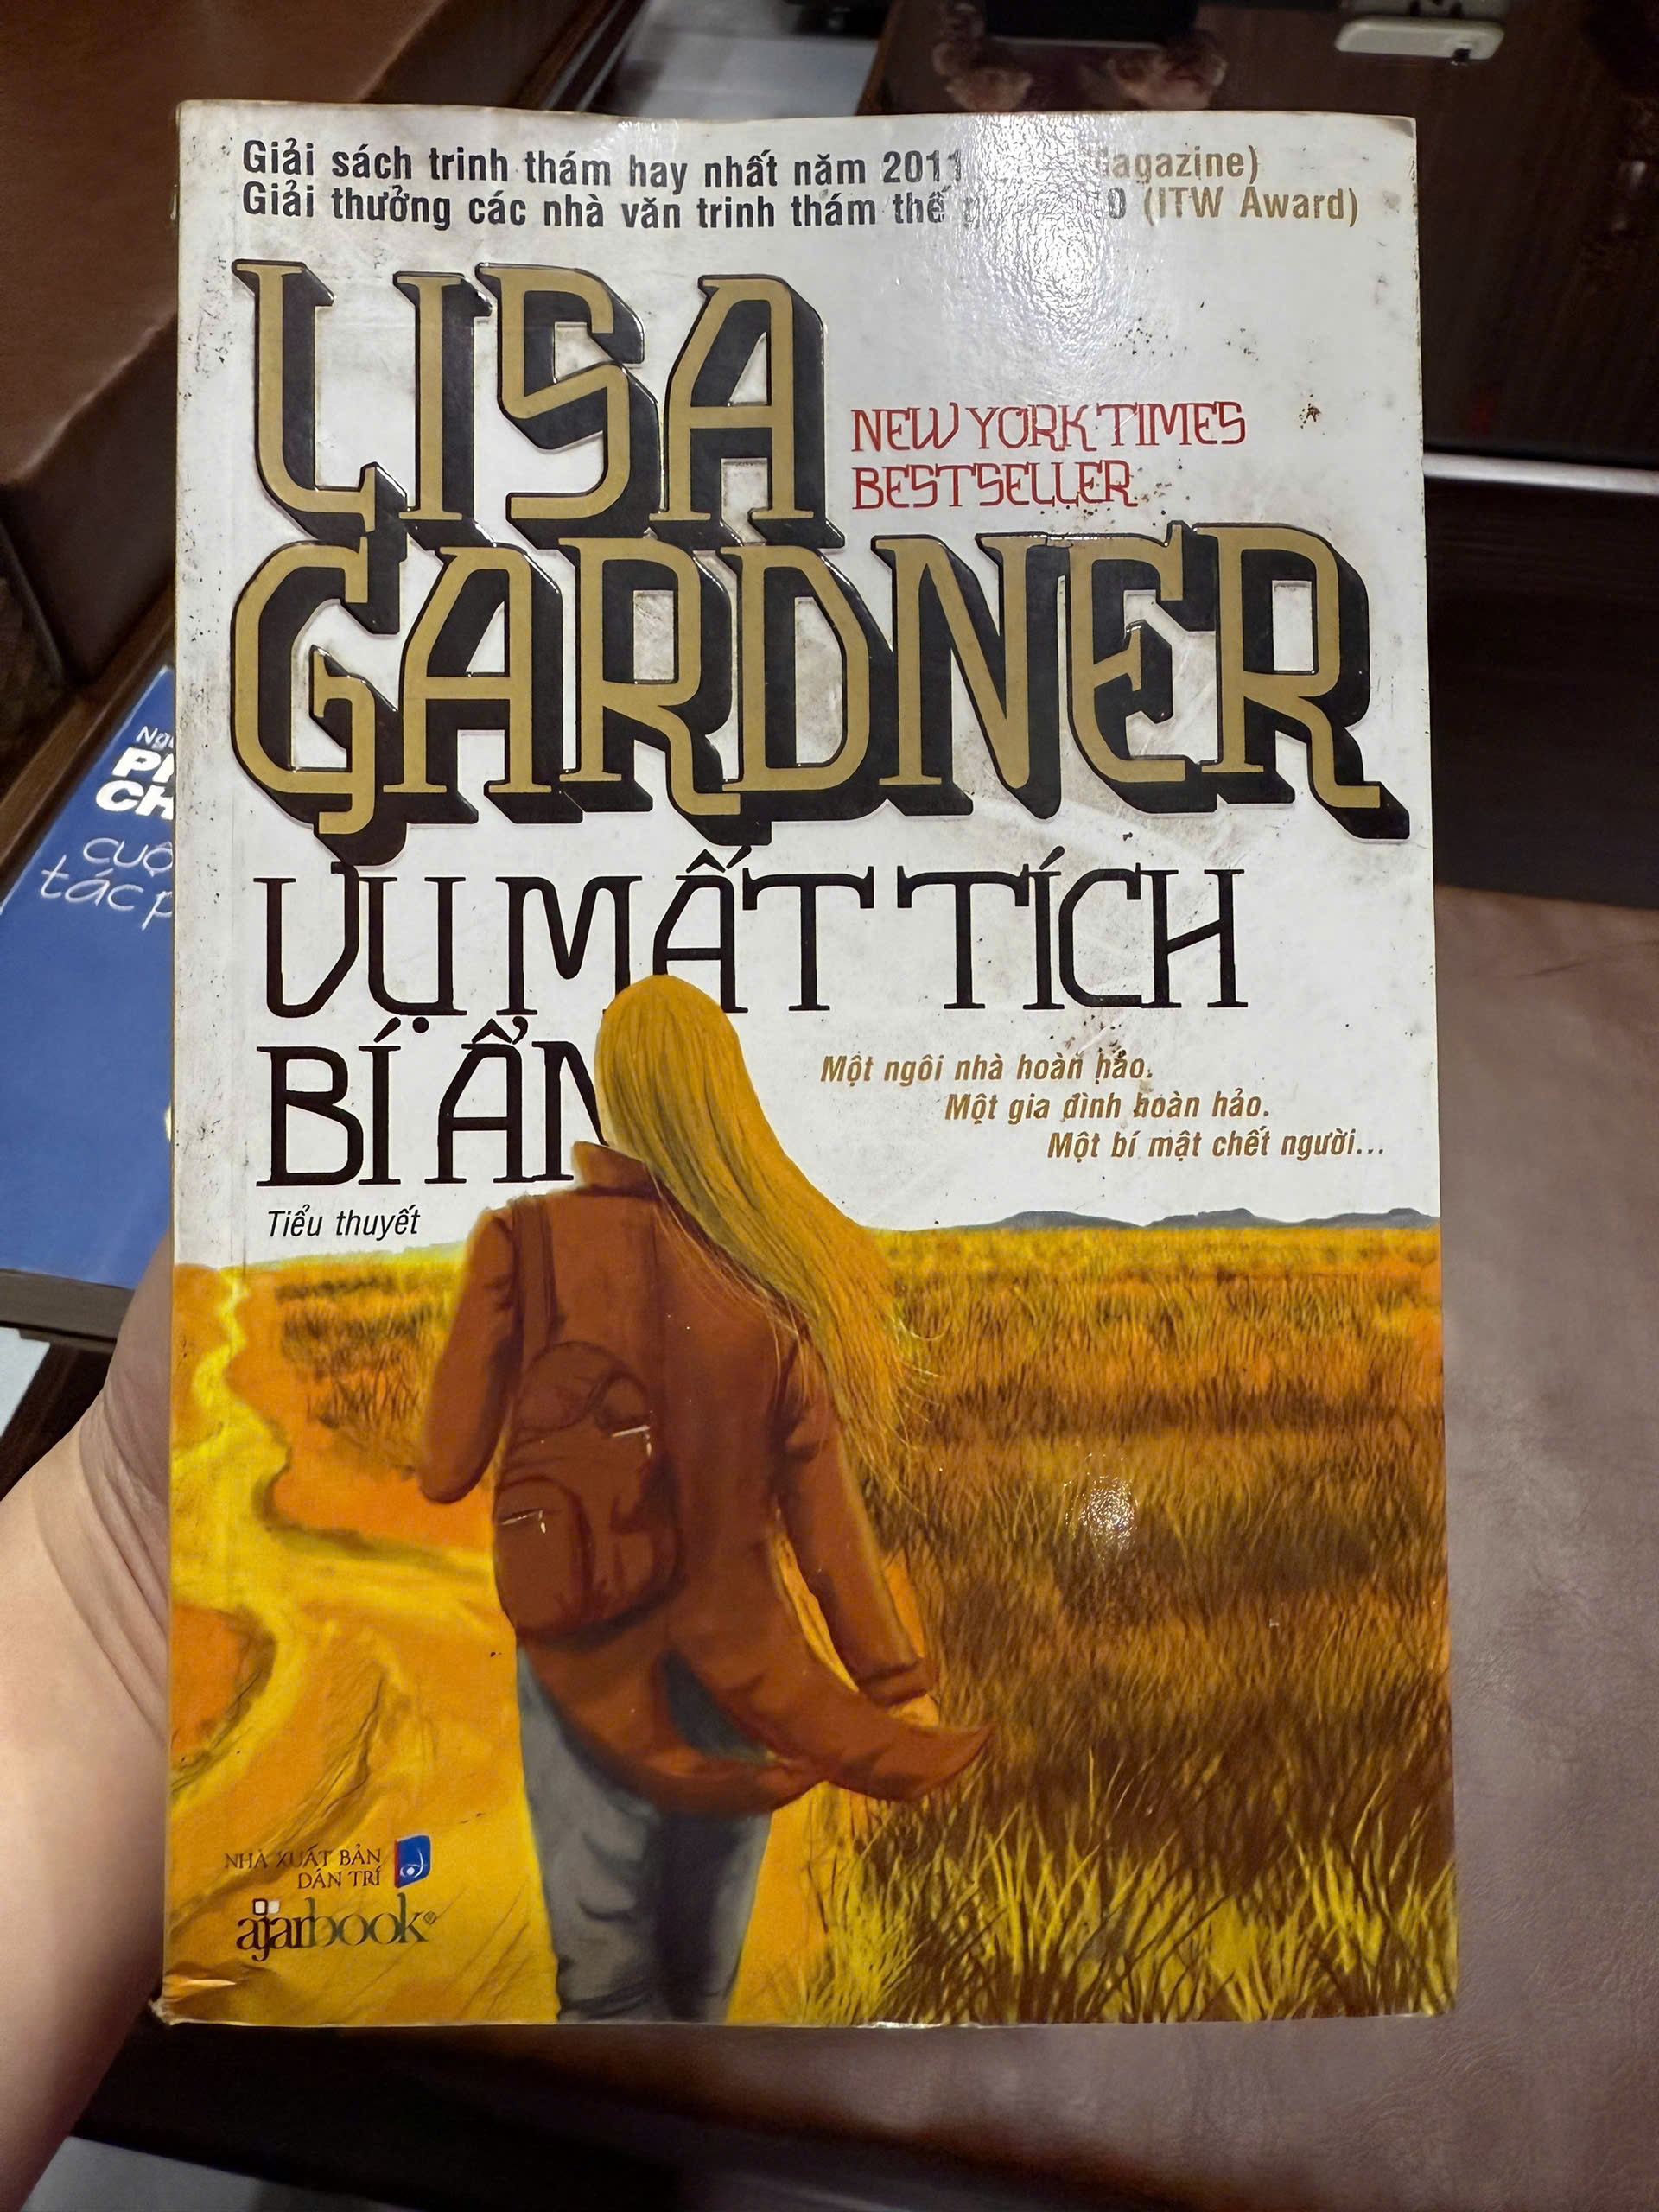 Giải sách trinh thám hay nhất năm 2011 Magazine)
Giải thưởng các nhà văn trinh thám thế (ITW Award)
LISA
NEW YORK TIMES
BESTSELLER
GARDNER
VỤ MẤT TÍCH
BÍ ẨN
Một ngôi nhà hoàn hảo.
Một gia đình hoàn hảo.
Một bí mật chết người...
Tiểu thuyết
NHÀ XUẤT BẢN
DÂN TRÍ
ajarbook®